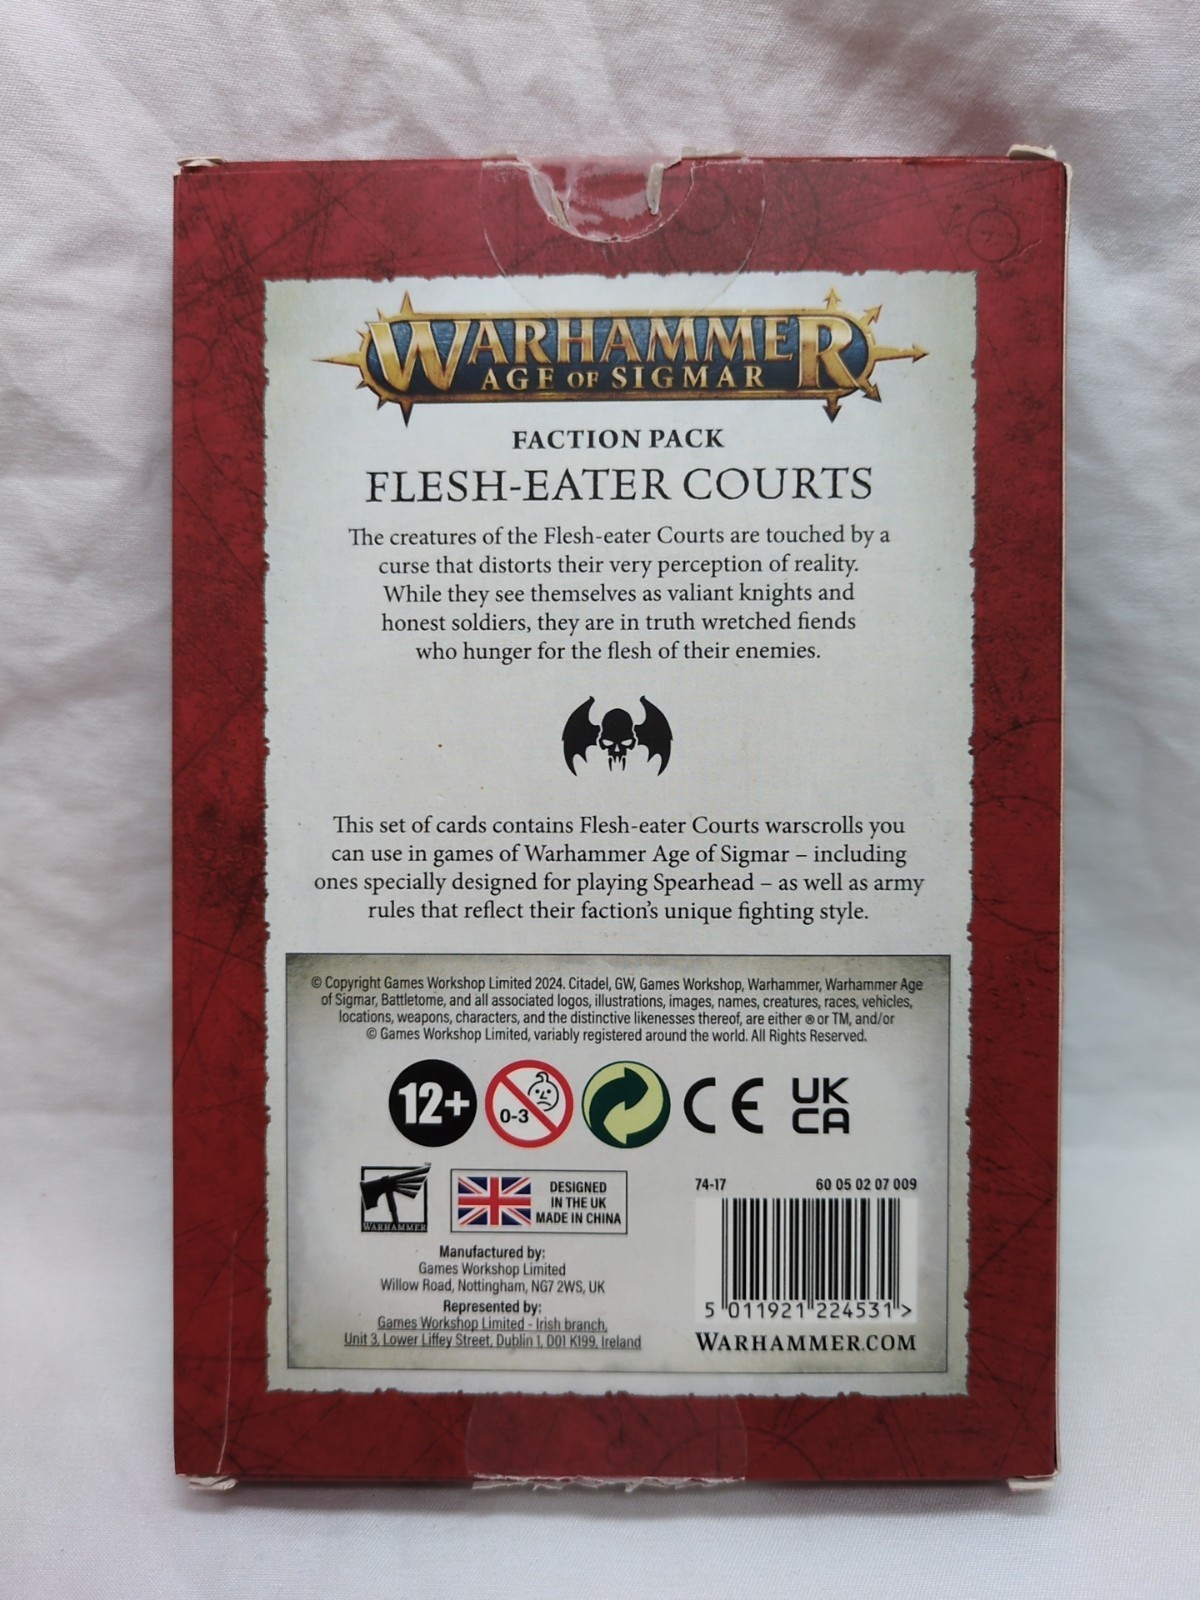 WARHAMMER
AGE OF SIGMAR
FACTION PACK
FLESH-EATER COURTS
The creatures of the Flesh-eater Courts are touched by a
curse that distorts their very perception of reality.
While they see themselves as valiant knights and
honest soldiers, they are in truth wretched fiends
who hunger for the flesh of their enemies.
This set of cards contains Flesh-eater Courts warscrolls you
can use in games of Warhammer Age of Sigmar – including
ones specially designed for playing Spearhead – as well as army
rules that reflect their faction's unique fighting style.
© Copyright Games Workshop Limited 2024. Citadel, GW, Games Workshop, Warhammer, Warhammer Age
of Sigmar, Battletome, and all associated logos, illustrations, images, names, creatures, races, vehicles,
locations, weapons, characters, and the distinctive likenesses thereof, are either ® or TM, and/or
© Games Workshop Limited, variably registered around the world. All Rights Reserved.
12+
0-3
CE
UK
CA
WARHAMMER
™
DESIGNED
IN THE UK
MADE IN CHINA
74-17 60 05 02 07 009
Manufactured by:
Games Workshop Limited
Willow Road, Nottingham, NG7 2WS, UK
Represented by:
Games Workshop Limited - Irish branch,
Unit 3, Lower Liffey Street, Dublin 1, D01 K199, Ireland
5 011921 224531 >
WARHAMMER.COM